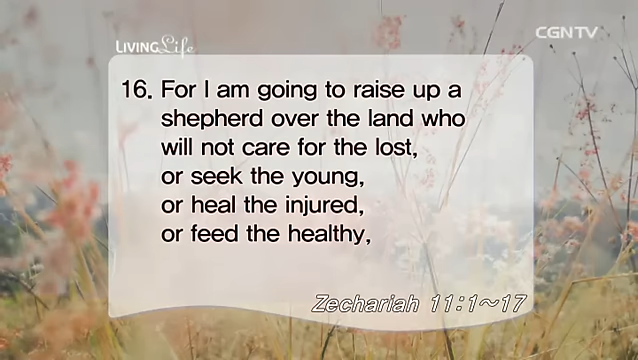 LIVING Life
CGNTV
16. For I am going to raise up a
shepherd over the land who
will not care for the lost,
or seek the young,
or heal the injured,
or feed the healthy,
Zechariah 11:1~17